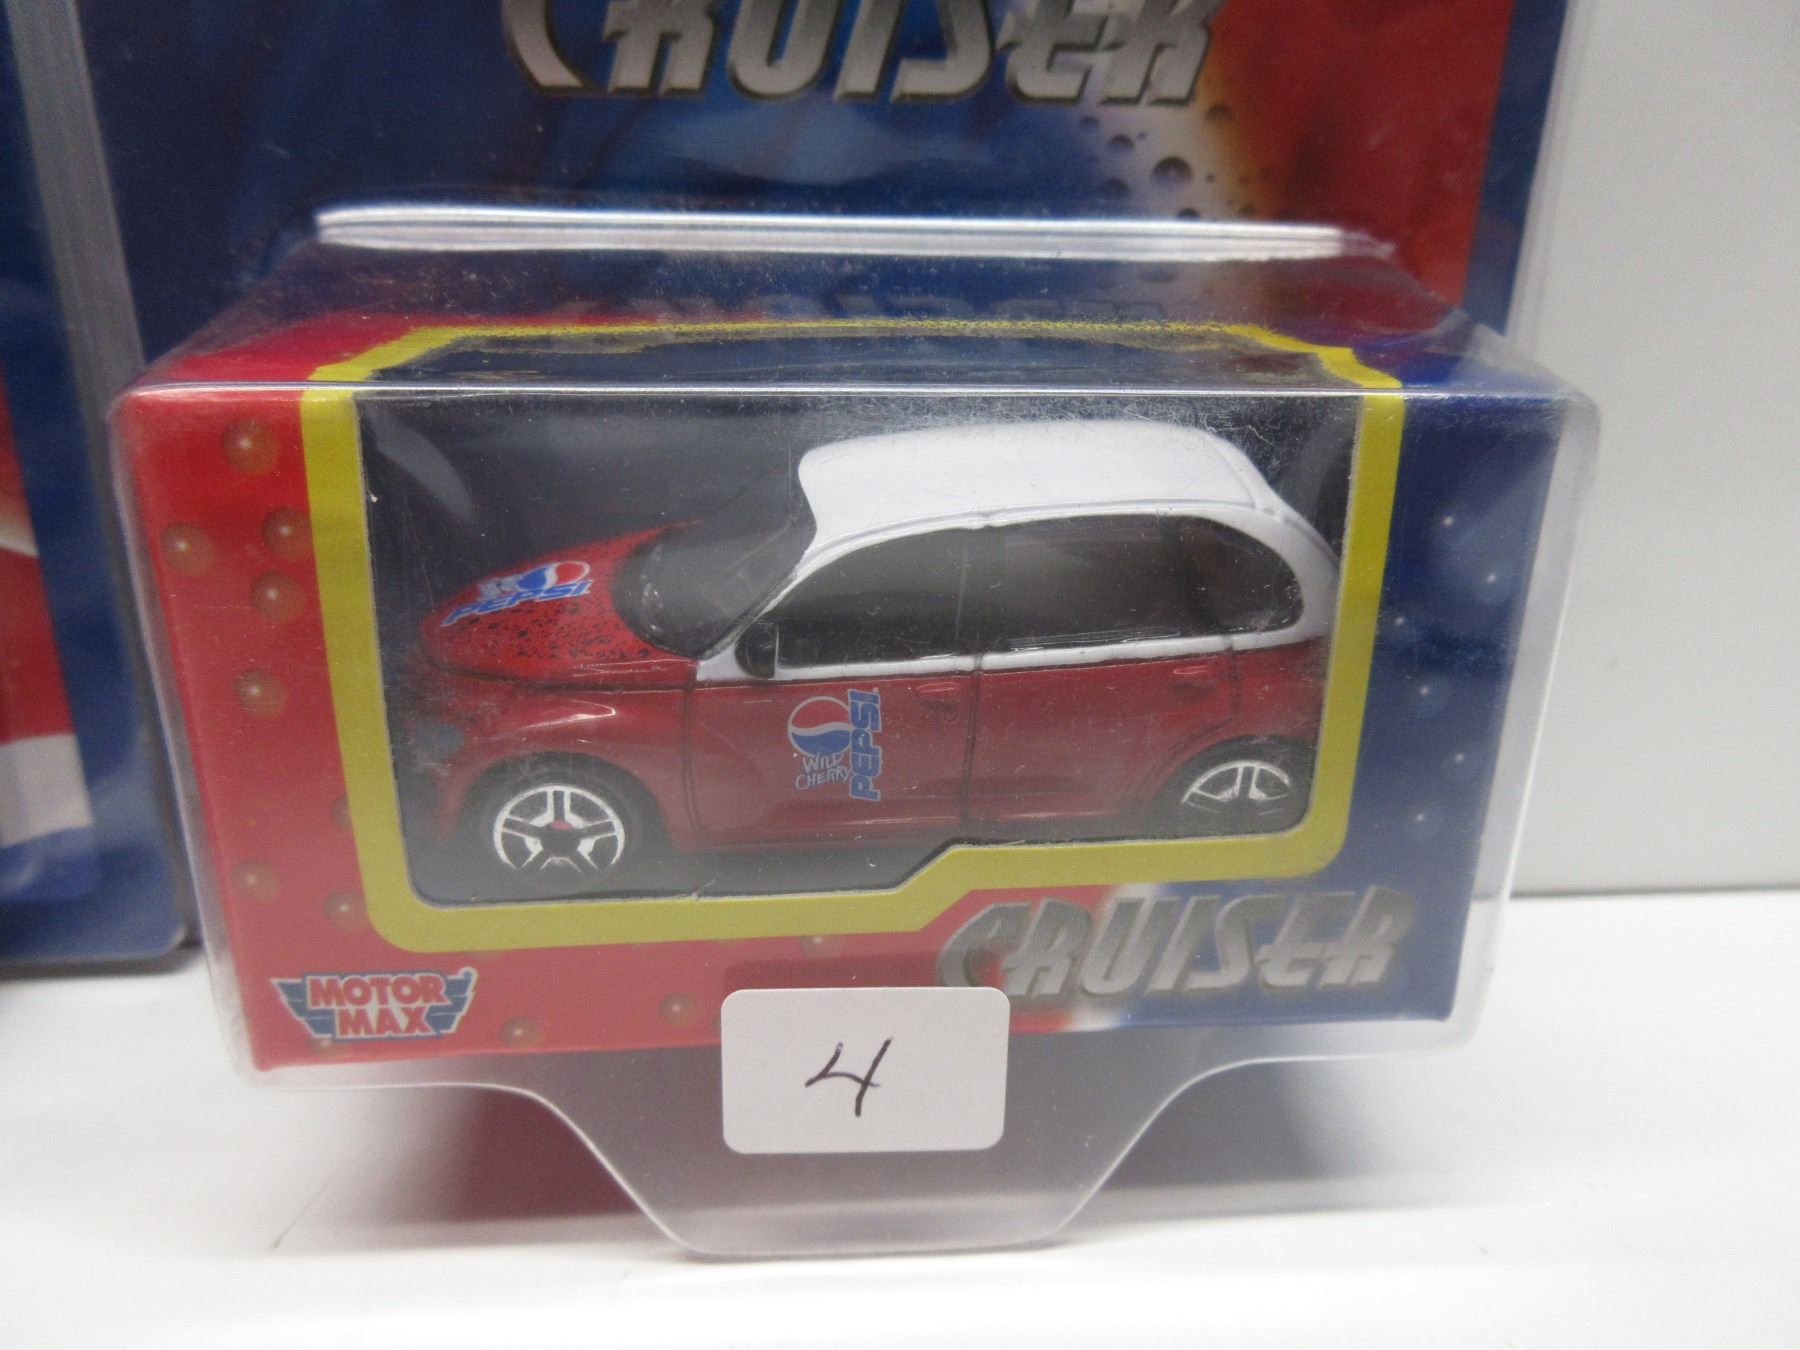 CRUISER
PEPSI
WILD
CHERRY
PEPSI
CRUISER
MOTOR
MAX
4